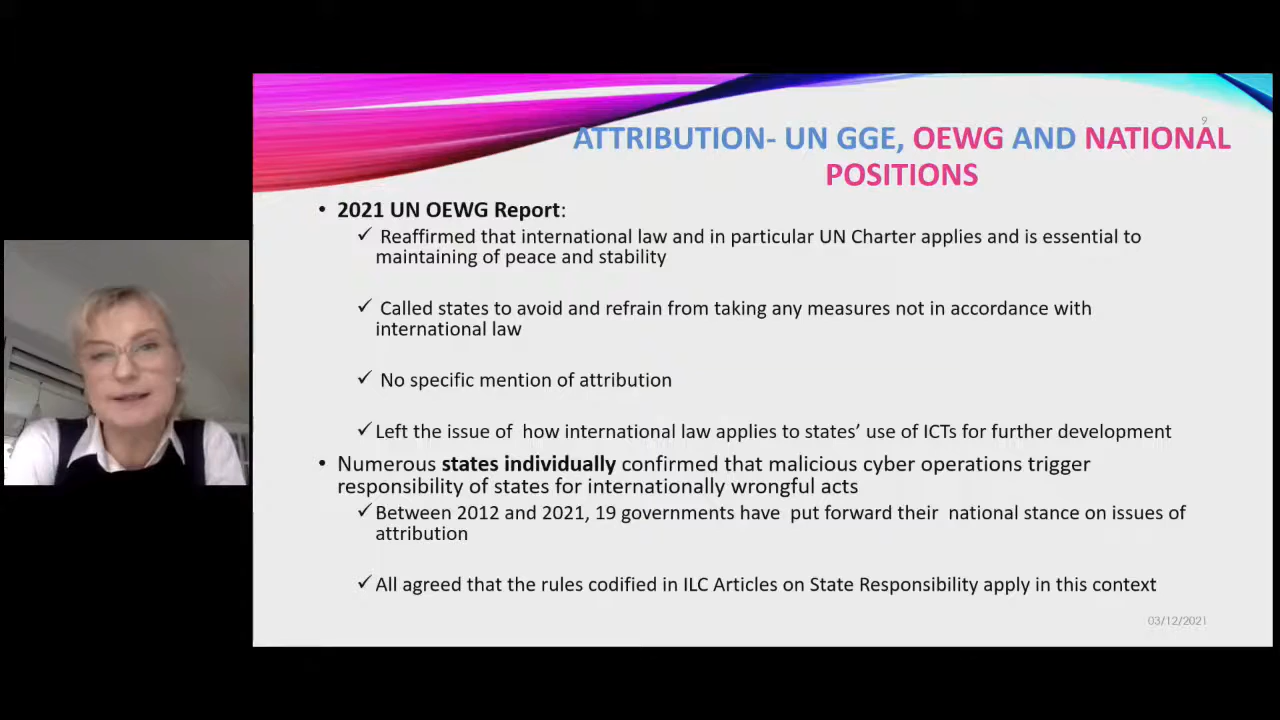 9
ATTRIBUTION- UN GGE, OEWG AND NATIONAL
POSITIONS
• 2021 UN OEWG Report:
✓ Reaffirmed that international law and in particular UN Charter applies and is essential to
maintaining of peace and stability
✓ Called states to avoid and refrain from taking any measures not in accordance with
international law
✓ No specific mention of attribution
✓ Left the issue of how international law applies to states’ use of ICTs for further development
• Numerous states individually confirmed that malicious cyber operations trigger
responsibility of states for internationally wrongful acts
✓ Between 2012 and 2021, 19 governments have put forward their national stance on issues of
attribution
✓ All agreed that the rules codified in ILC Articles on State Responsibility apply in this context
03/12/2021